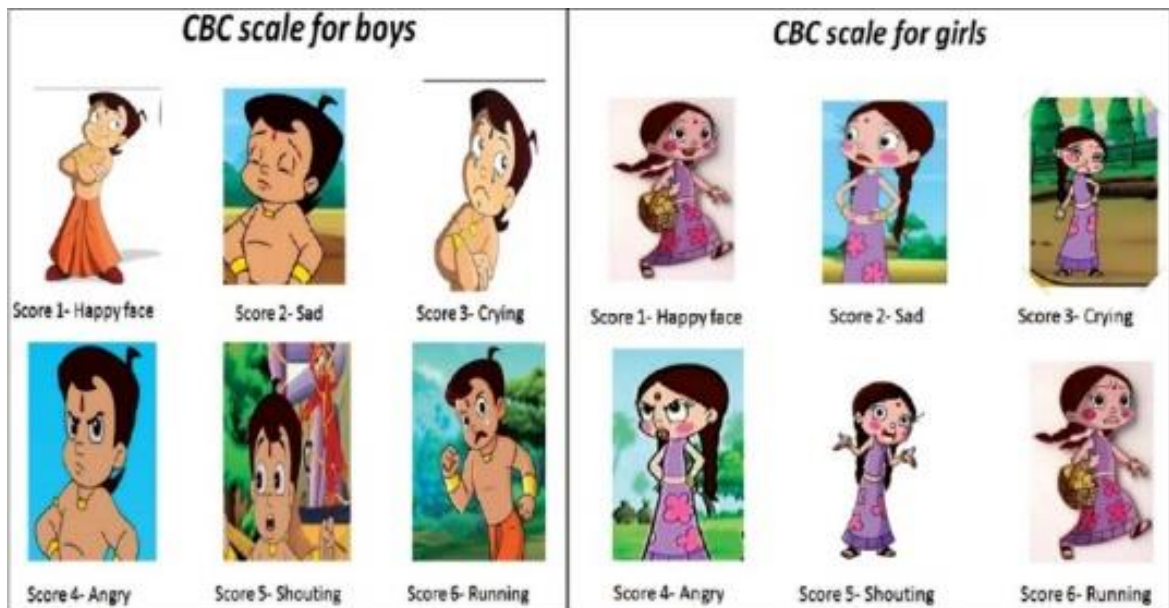 CBC scale for boys
Score 1- Happy face
Score 2- Sad
Score 3- Crying
Score 4- Angry
Score 5- Shouting
Score 6- Running
CBC scale for girls
Score 1- Happy face
Score 2- Sad
Score 3- Crying
Score 4- Angry
Score 5- Shouting
Score 6- Running